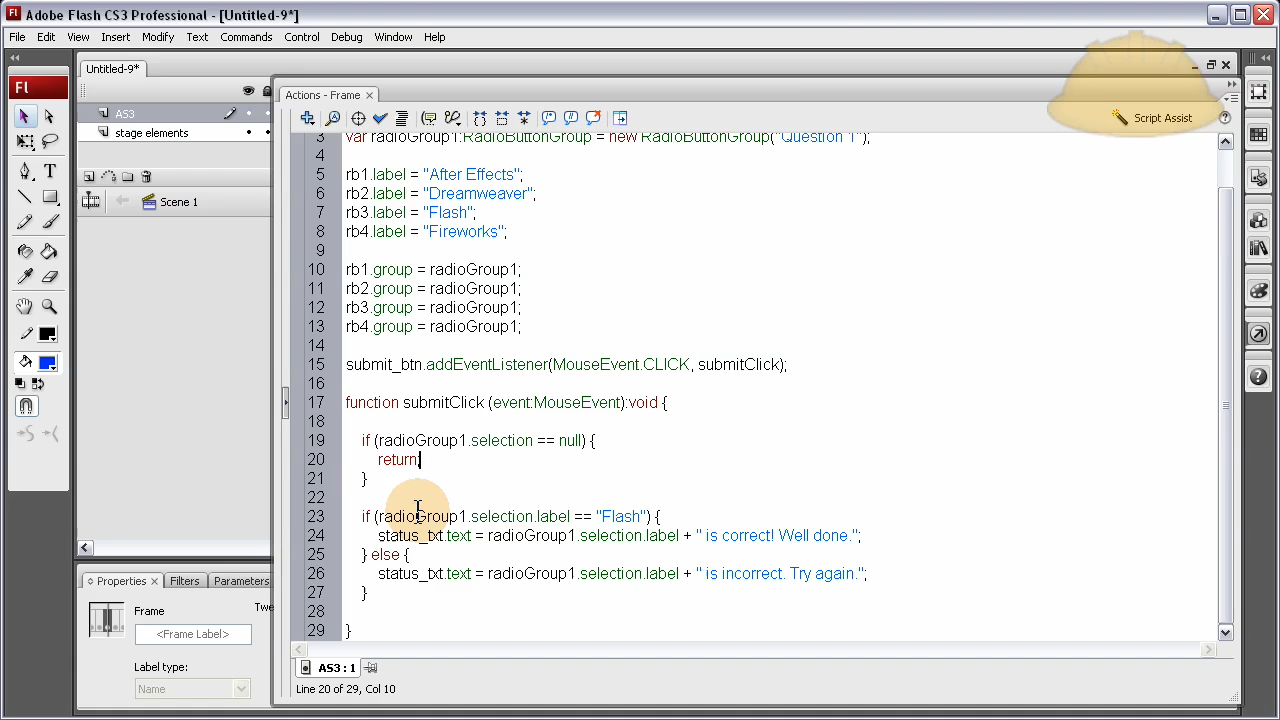 Adobe Flash CS3 Professional - [Untitled-9*]
File Edit View Insert Modify Text Commands Control Debug Window Help
Untitled-9*
Fl
AS3
stage elements
Scene 1
Actions - Frame
Script Assist
3 var radioGroup1:RadioButtonGroup = new RadioButtonGroup("Question 1");
4
5 rb1.label = "After Effects";
6 rb2.label = "Dreamweaver";
7 rb3.label = "Flash";
8 rb4.label = "Fireworks";
9
10 rb1.group = radioGroup1;
11 rb2.group = radioGroup1;
12 rb3.group = radioGroup1;
13 rb4.group = radioGroup1;
14
15 submit_btn.addEventListener(MouseEvent.CLICK, submitClick);
16
17 function submitClick (event:MouseEvent):void {
18
19 if (radioGroup1.selection == null) {
20 return;
21 }
22
23 if (radioGroup1.selection.label == "Flash") {
24 status_txt.text = radioGroup1.selection.label + " is correct! Well done.";
25 } else {
26 status_txt.text = radioGroup1.selection.label + " is incorrect. Try again.";
27 }
28
29 }
AS3 : 1
Line 20 of 29, Col 10
Properties Filters Parameters
Frame
Twe
<Frame Label>
Label type:
Name